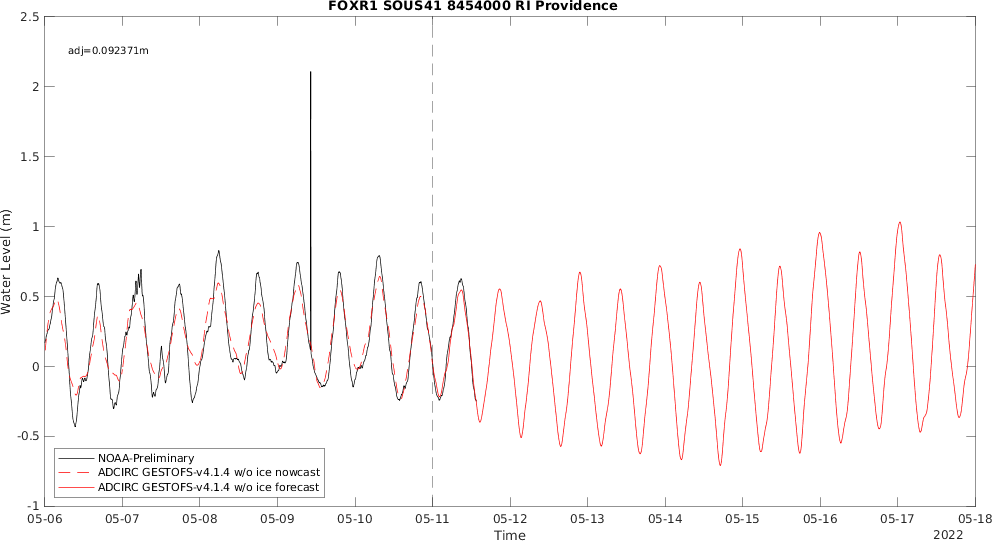 FOXR1 SOUS41 8454000 RI Providence
adj=0.092371m
2.5
2
1.5
1
0.5
0
-0.5
-1
Water Level (m)
NOAA-Preliminary
ADCIRC GESTOFS-v4.1.4 w/o ice nowcast
ADCIRC GESTOFS-v4.1.4 w/o ice forecast
05-06 05-07 05-08 05-09 05-10 05-11 05-12 05-13 05-14 05-15 05-16 05-17 05-18
Time
2022